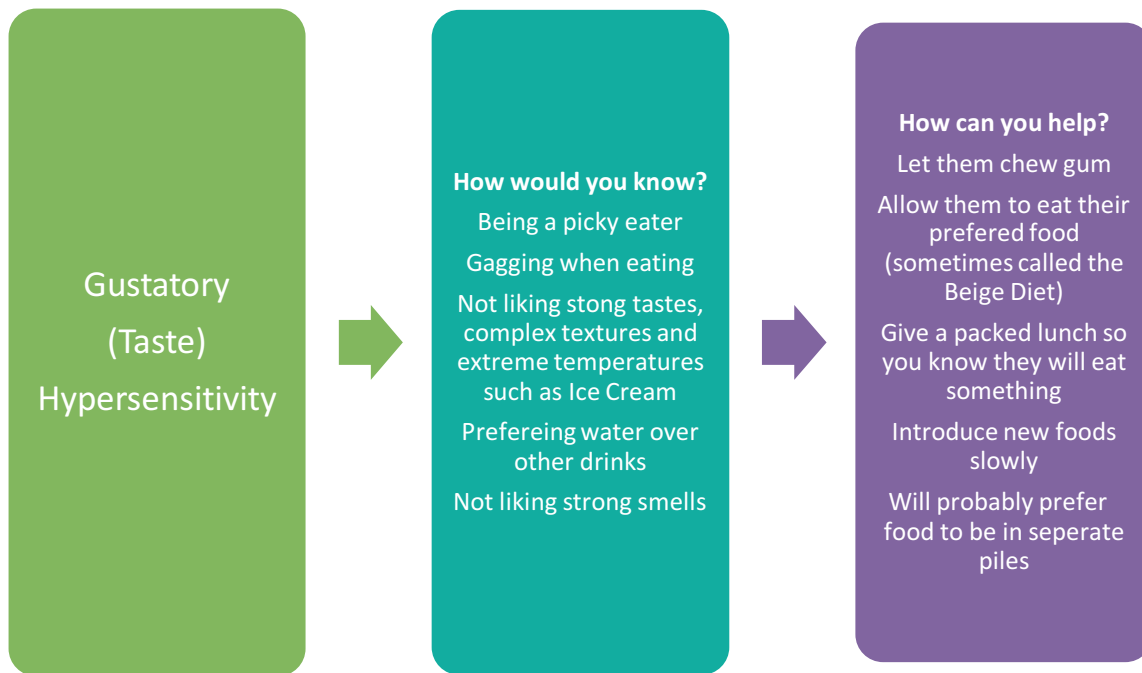 Gustatory
(Taste)
Hypersensitivity
How would you know?
Being a picky eater
Gagging when eating
Not liking stong tastes,
complex textures and
extreme temperatures
such as Ice Cream
Prefereing water over
other drinks
Not liking strong smells
How can you help?
Let them chew gum
Allow them to eat their
prefered food
(sometimes called the
Beige Diet)
Give a packed lunch so
you know they will eat
something
Introduce new foods
slowly
Will probably prefer
food to be in seperate
piles